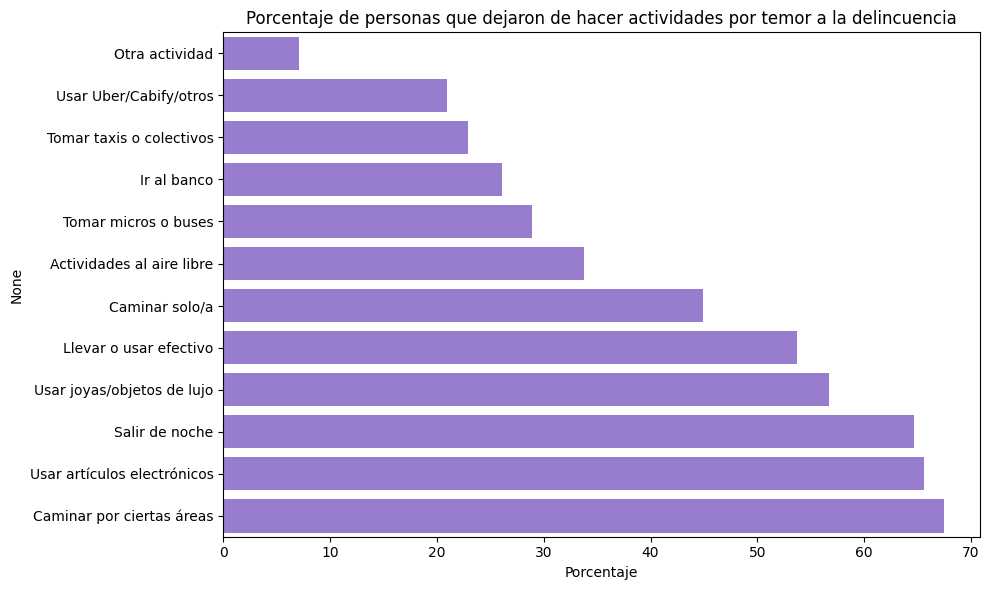 Porcentaje de personas que dejaron de hacer actividades por temor a la delincuencia
Otra actividad
Usar Uber/Cabify/otros
Tomar taxis o colectivos
Ir al banco
Tomar micros o buses
Actividades al aire libre
Caminar solo/a
Llevar o usar efectivo
Usar joyas/objetos de lujo
Salir de noche
Usar artículos electrónicos
Caminar por ciertas áreas
None
0 10 20 30 40 50 60 70
Porcentaje